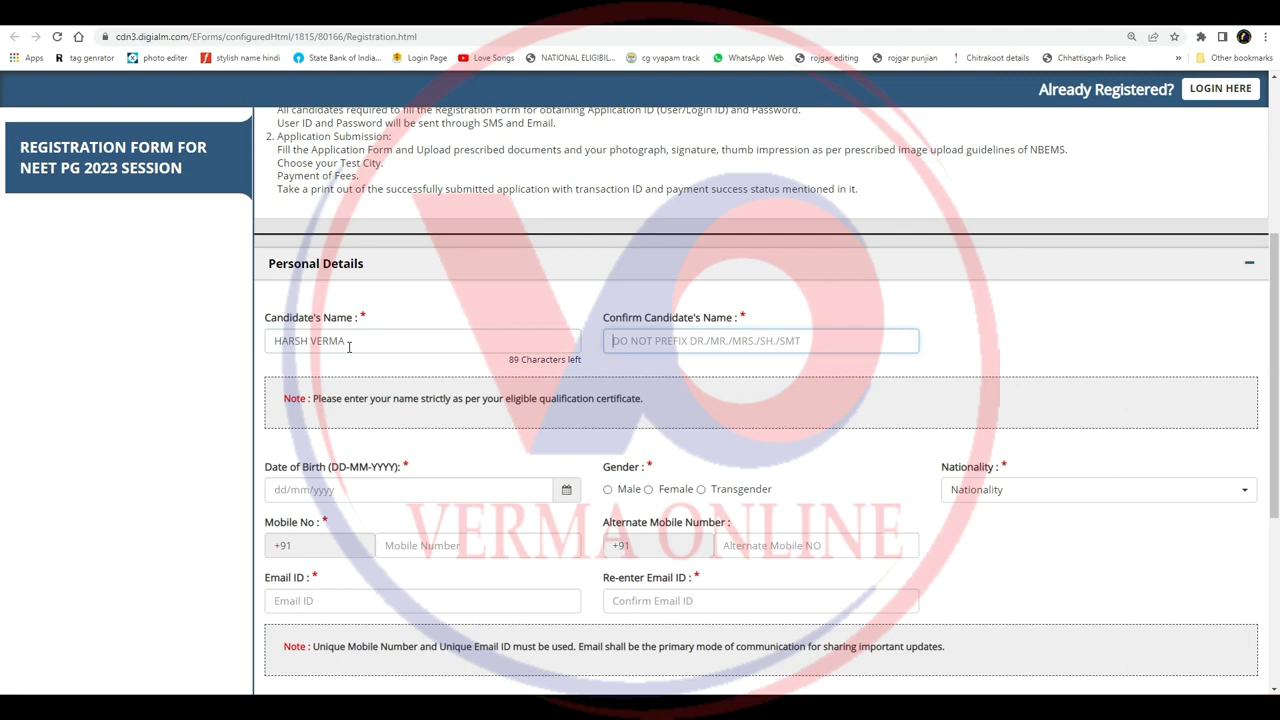 cdn3.digialm.com/EForms/configuredHtml/1815/80166/Registration.html
Apps R tag genrator photo editer stylish name hindi State Bank of India... Login Page Love Songs NATIONAL ELIGIBIL... cg vyapam track WhatsApp Web rojgar editing rojgar punjian Chitrakoot details Chhattisgarh Police » Other bookmarks
Already Registered? LOGIN HERE
REGISTRATION FORM FOR
NEET PG 2023 SESSION
All candidates required to fill the Registration Form for obtaining Application ID (User/Login ID) and Password.
User ID and Password will be sent through SMS and Email.
2. Application Submission:
Fill the Application Form and Upload prescribed documents and your photograph, signature, thumb impression as per prescribed image upload guidelines of NBEMS.
Choose your Test City.
Payment of Fees.
Take a print out of the successfully submitted application with transaction ID and payment success status mentioned in it.
Personal Details
Candidate's Name : * Confirm Candidate's Name : *
HARSH VERMA DO NOT PREFIX DR./MR./MRS./SH./SMT
89 Characters left
Note : Please enter your name strictly as per your eligible qualification certificate.
Date of Birth (DD-MM-YYYY): * Gender : * Nationality : *
dd/mm/yyyy Male Female Transgender Nationality
Mobile No : * Alternate Mobile Number :
+91 Mobile Number +91 Alternate Mobile NO
VERMA ONLINE
Email ID : * Re-enter Email ID : *
Email ID Confirm Email ID
Note : Unique Mobile Number and Unique Email ID must be used. Email shall be the primary mode of communication for sharing important updates.